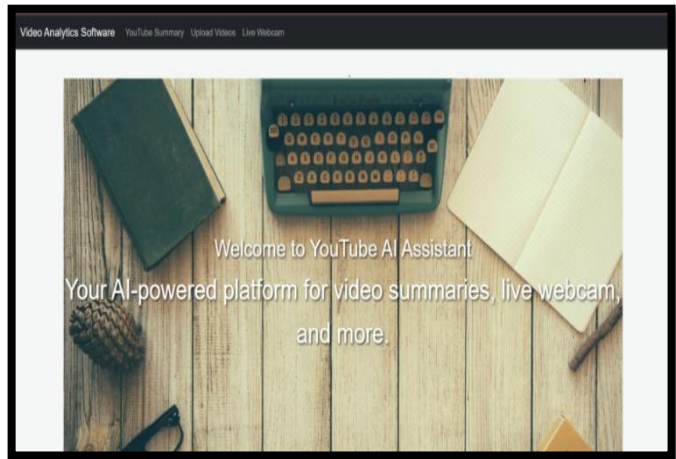 Video Analytics Software YouTube Summary Upload Videos Live Webcam
Welcome to YouTube AI Assistant
Your AI-powered platform for video summaries, live webcam,
and more.